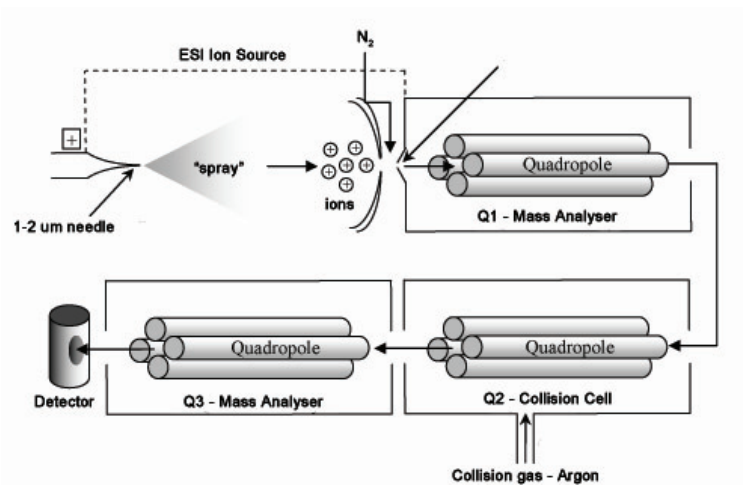 N2
ESI Ion Source
+
"spray"
+ + + + + + +
ions
1-2 um needle
Quadropole
Q1 - Mass Analyser
Quadropole
Quadropole
Detector
Q3 - Mass Analyser
Q2 - Collision Cell
Collision gas - Argon